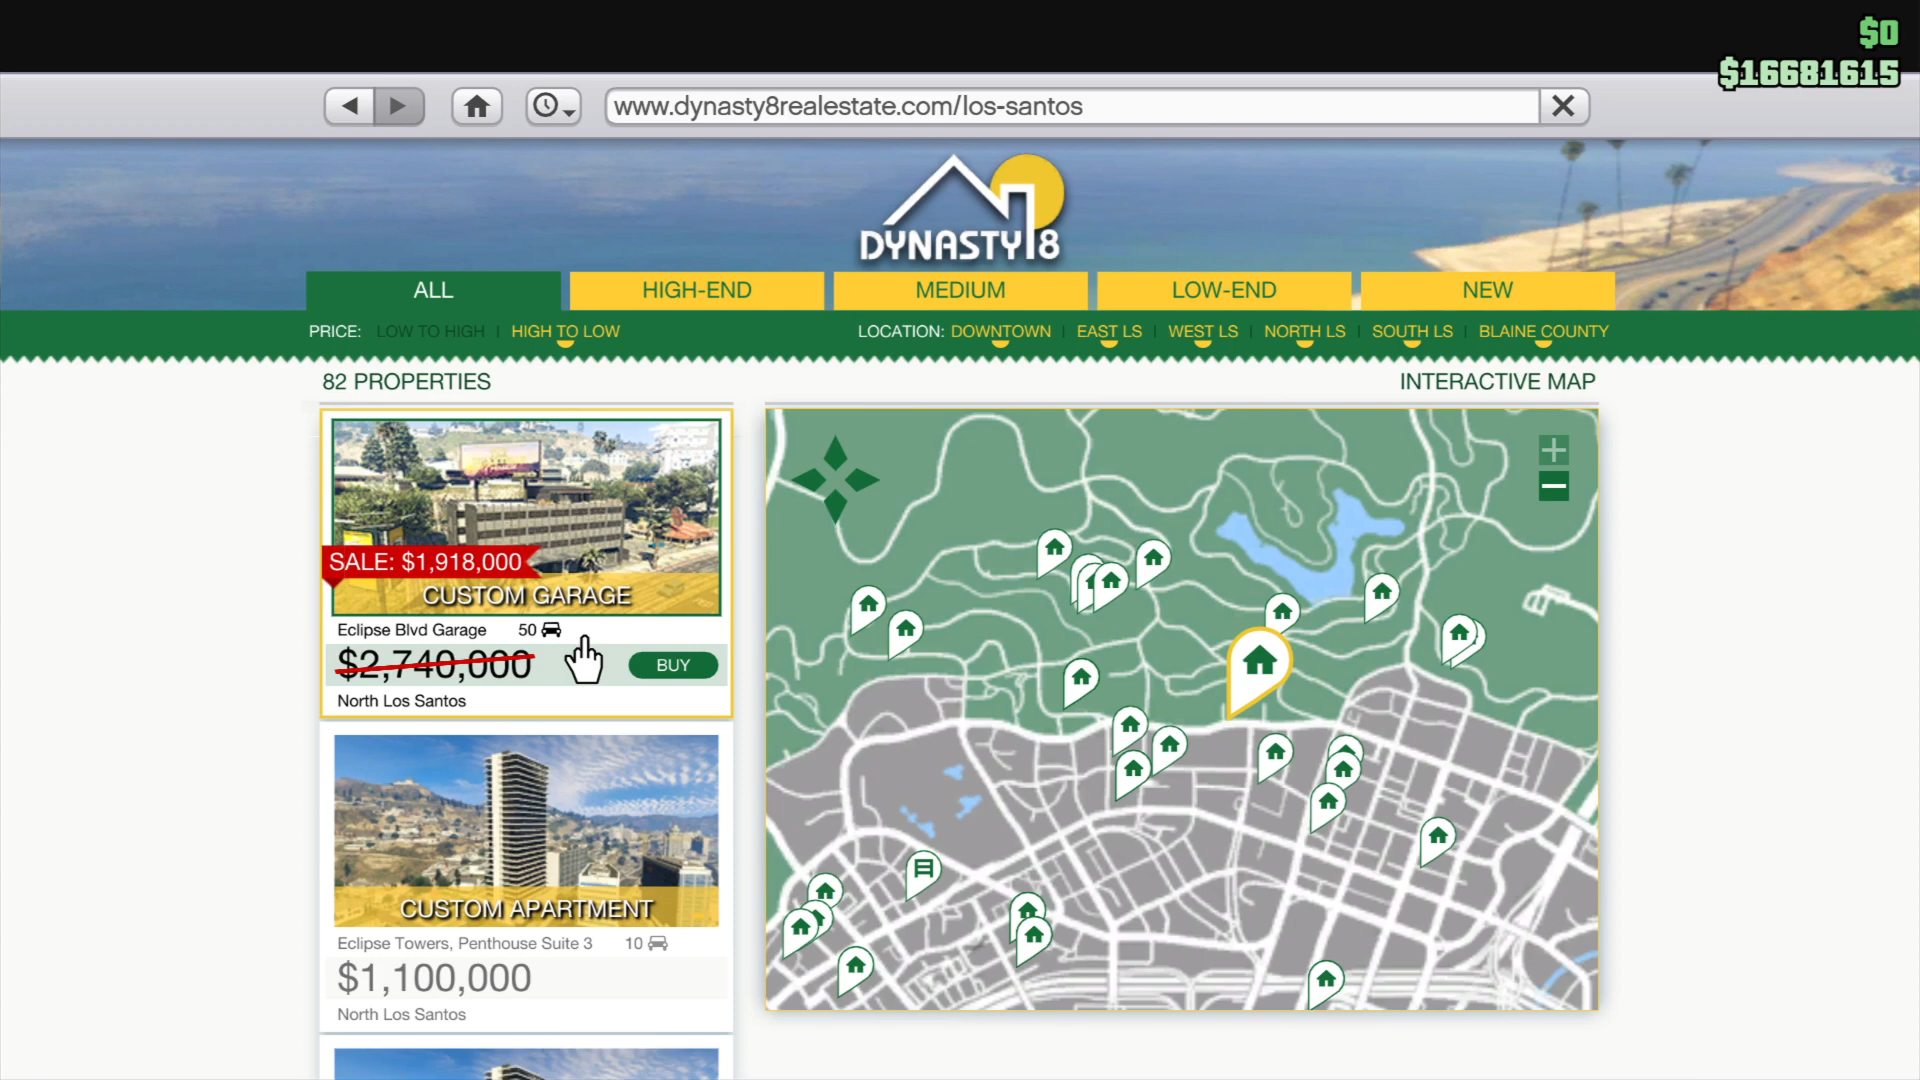 $0
$16681615
www.dynasty8realestate.com/los-santos
DYNASTY 8
ALL
HIGH-END
MEDIUM
LOW-END
NEW
PRICE: LOW TO HIGH | HIGH TO LOW
LOCATION: DOWNTOWN | EAST LS | WEST LS | NORTH LS | SOUTH LS | BLAINE COUNTY
82 PROPERTIES
INTERACTIVE MAP
SALE: $1,918,000
CUSTOM GARAGE
Eclipse Blvd Garage 50
$2,740,000
BUY
North Los Santos
CUSTOM APARTMENT
Eclipse Towers, Penthouse Suite 3 10
$1,100,000
North Los Santos